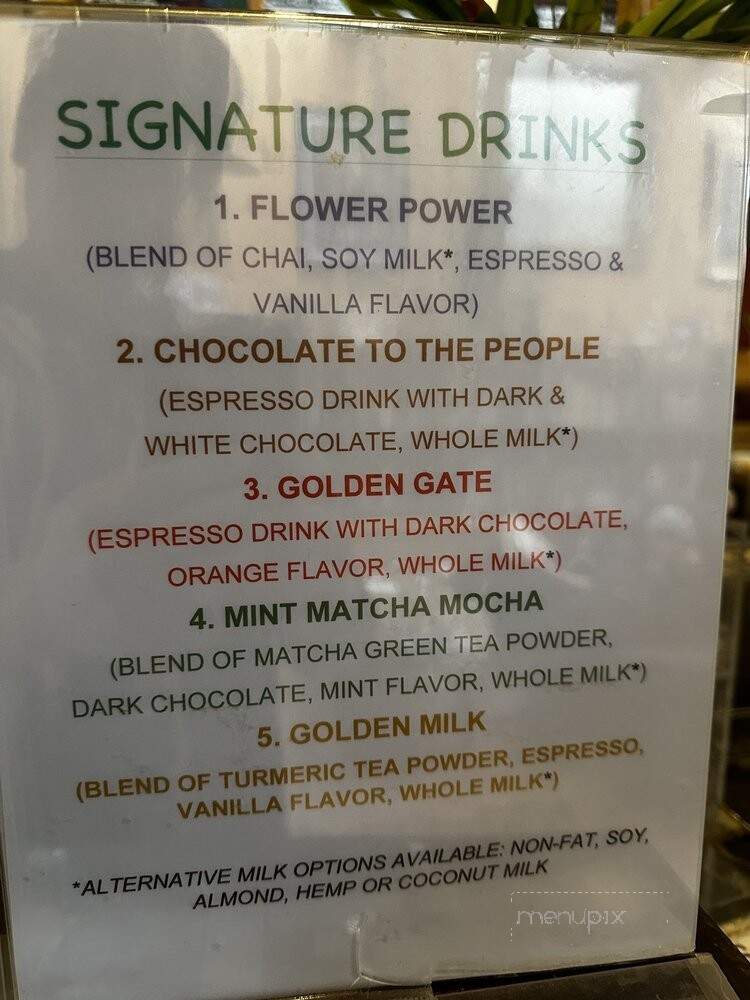 SIGNATURE DRINKS
1. FLOWER POWER
(BLEND OF CHAI, SOY MILK*, ESPRESSO &
VANILLA FLAVOR)
2. CHOCOLATE TO THE PEOPLE
(ESPRESSO DRINK WITH DARK &
WHITE CHOCOLATE, WHOLE MILK*)
3. GOLDEN GATE
(ESPRESSO DRINK WITH DARK CHOCOLATE,
ORANGE FLAVOR, WHOLE MILK*)
4. MINT MATCHA MOCHA
(BLEND OF MATCHA GREEN TEA POWDER,
DARK CHOCOLATE, MINT FLAVOR, WHOLE MILK*)
5. GOLDEN MILK
(BLEND OF TURMERIC TEA POWDER, ESPRESSO,
VANILLA FLAVOR, WHOLE MILK*)
*ALTERNATIVE MILK OPTIONS AVAILABLE: NON-FAT, SOY,
ALMOND, HEMP OR COCONUT MILK
menupix